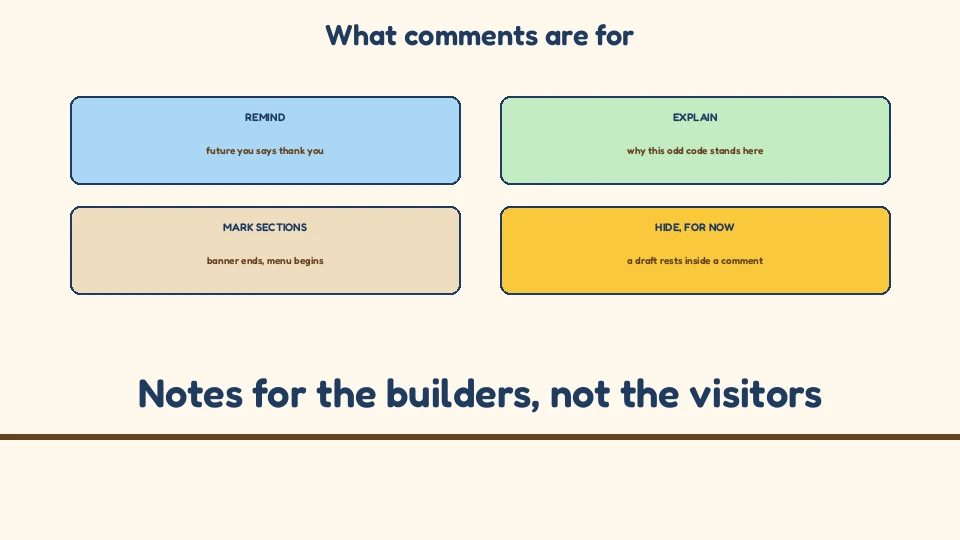 What comments are for
REMIND
future you says thank you
EXPLAIN
why this odd code stands here
MARK SECTIONS
banner ends, menu begins
HIDE, FOR NOW
a draft rests inside a comment
Notes for the builders, not the visitors